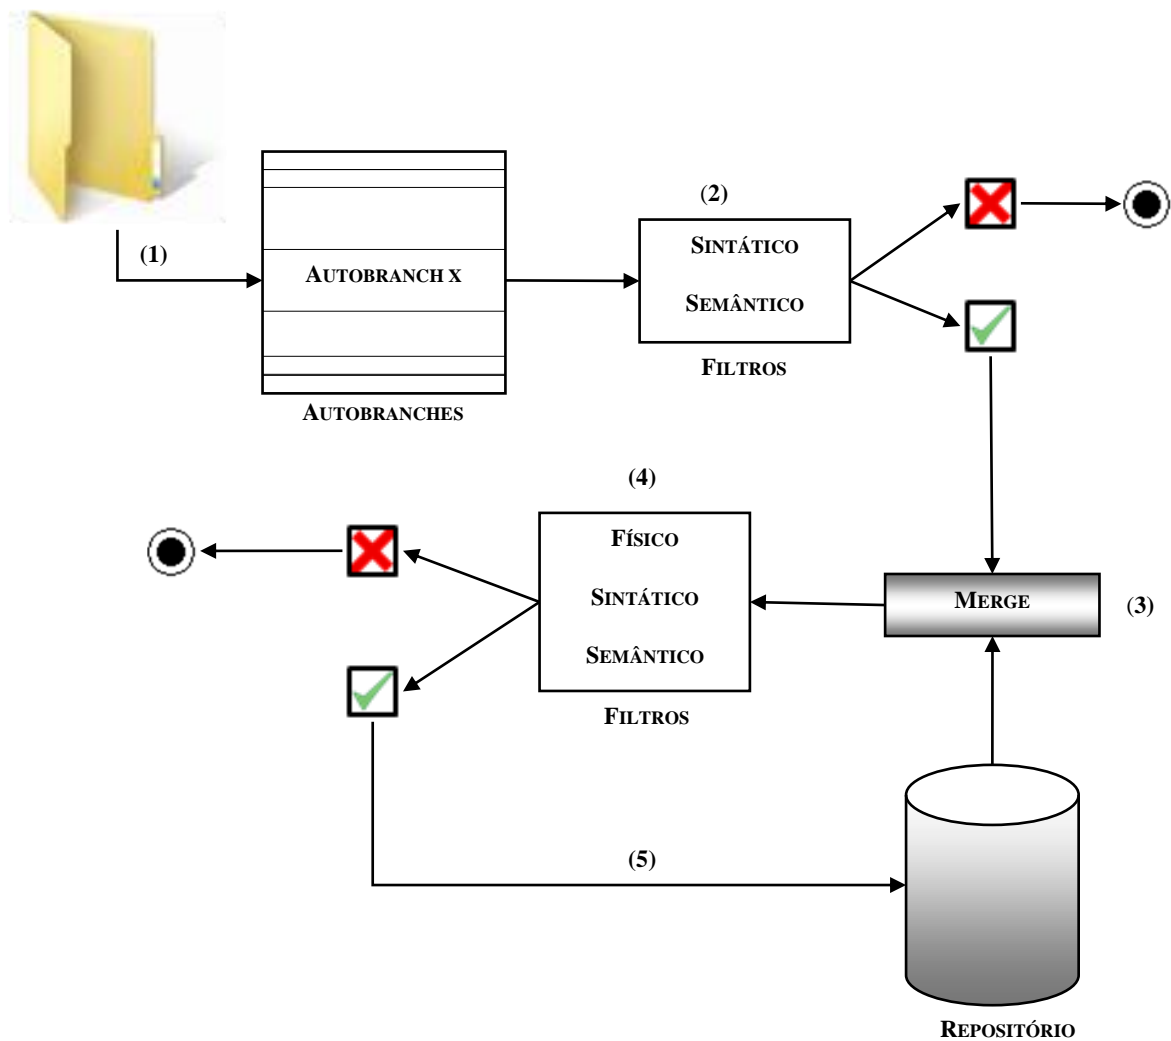 (1)
AUTOBRANCH X
AUTOBRANCHES
(2)
SINTÁTICO
SEMÂNTICO
FILTROS
(3)
MERGE
(4)
FÍSICO
SINTÁTICO
SEMÂNTICO
FILTROS
(5)
REPOSITÓRIO